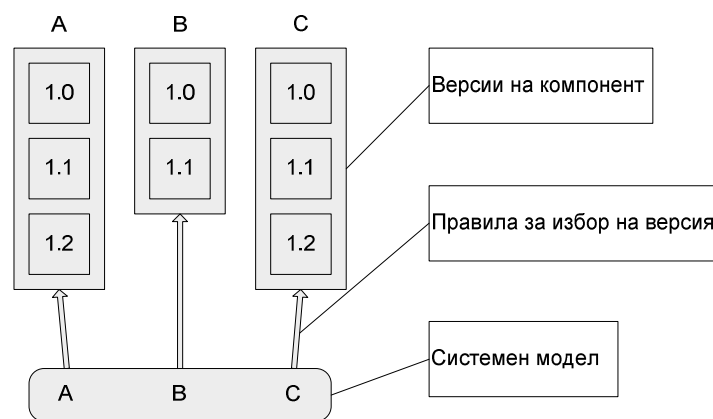 A B C
1.0 1.0 1.0
Версии на компонент
1.1 1.1 1.1
Правила за избор на версия
1.2 1.2
Системен модел
A B C